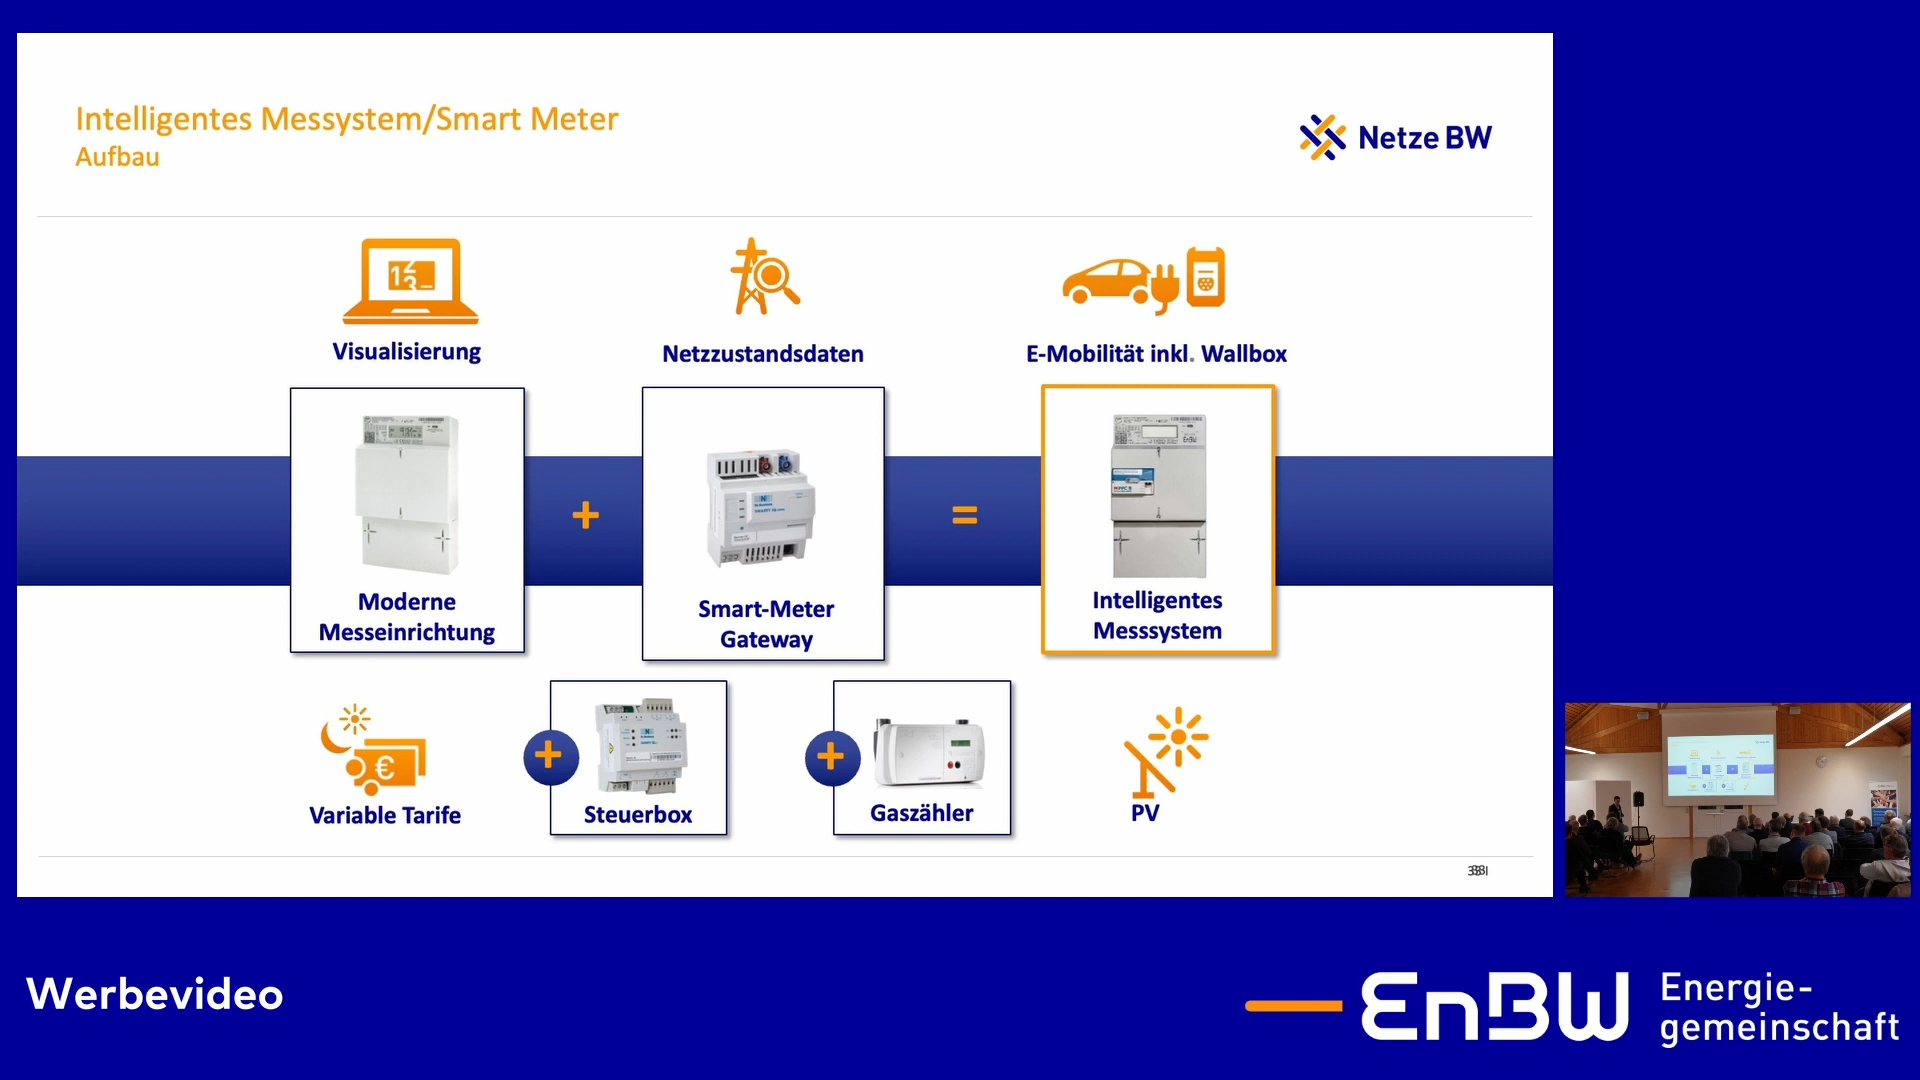 Intelligentes Messystem/Smart Meter
Aufbau
Netze BW
Visualisierung
Netzzustandsdaten
E-Mobilität inkl. Wallbox
Moderne
Messeinrichtung
+
Smart-Meter
Gateway
=
EnBW
Intelligentes
Messsystem
€
Variable Tarife
+
Steuerbox
+
Gaszähler
PV
Werbevideo
EnBW
Energie-
gemeinschaft